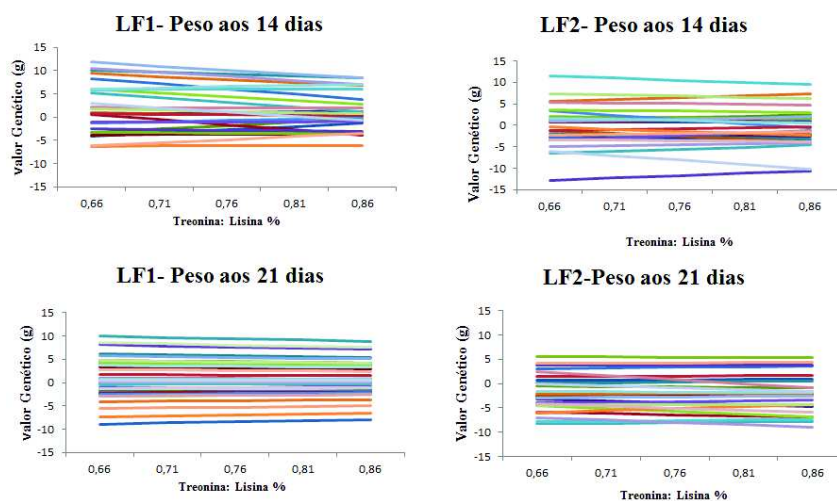 LF1- Peso aos 14 dias
Valor Genético (g)
15
10
5
0
-5
-10
-15
0,66 0,71 0,76 0,81 0,86
Treonina: Lisina %
LF2- Peso aos 14 dias
Valor Genético (g)
15
10
5
0
-5
-10
-15
0,66 0,71 0,76 0,81 0,86
Treonina: Lisina %
LF1- Peso aos 21 dias
Valor Genético (g)
15
10
5
0
-5
-10
-15
0,66 0,71 0,76 0,81 0,86
Treonina: Lisina %
LF2-Peso aos 21 dias
Valor Genético (g)
15
10
5
0
-5
-10
-15
0,66 0,71 0,76 0,81 0,86
Treonina: Lisina %